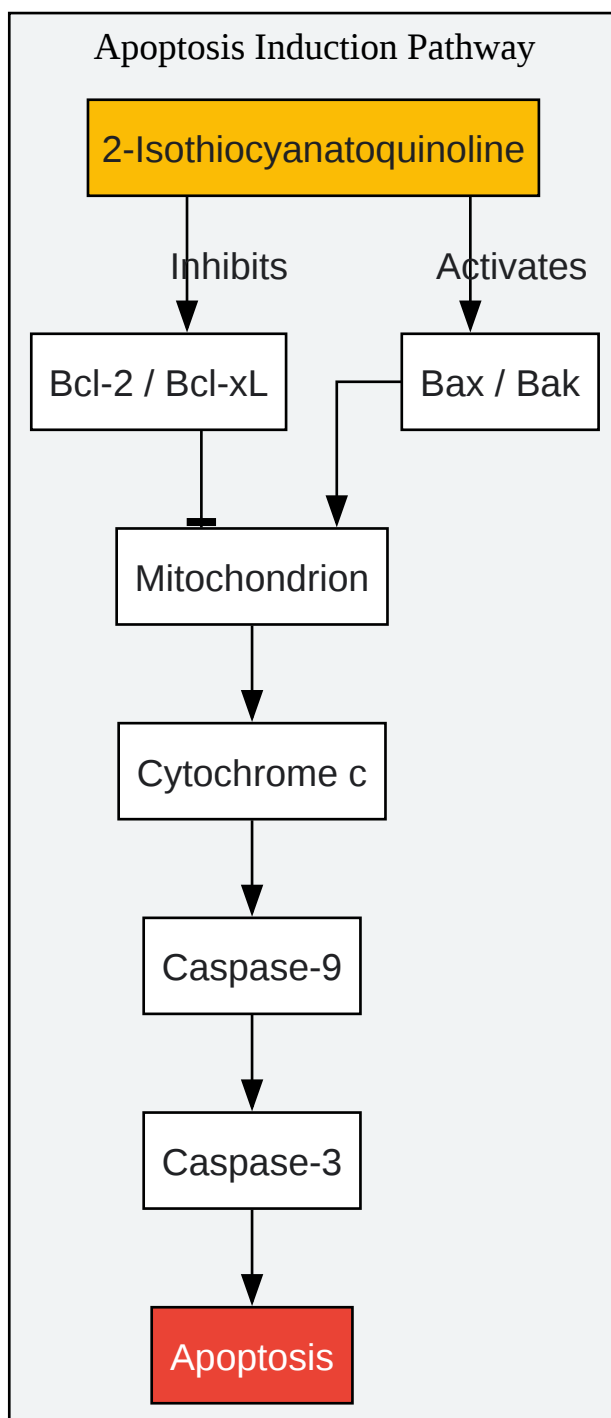 Apoptosis Induction Pathway
2-Isothiocyanatoquinoline
Inhibits
Activates
Bcl-2 / Bcl-xL
Bax / Bak
Mitochondrion
Cytochrome c
Caspase-9
Caspase-3
Apoptosis